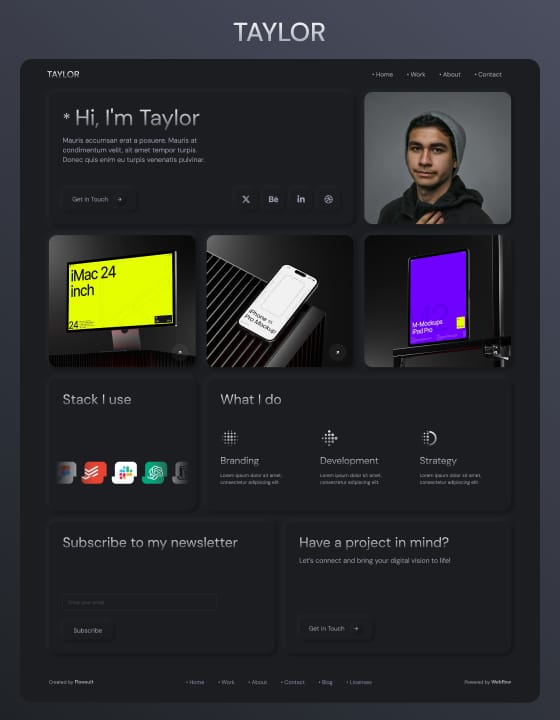 TAYLOR
TAYLOR
• Home • Work • About • Contact
* Hi, I'm Taylor
Mauris accumsan erat a posuere. Mauris at
condimentum velit, sit amet tempor turpis.
Donec quis enim eu turpis venenatis pulvinar.
Get in Touch →
Bē in
iMac 24
inch
24
iPhone 15
Pro Mockup
M-Mockups
iPad Pro
Stack I use
What I do
Branding
Lorem ipsum dolor sit amet,
consectetur adipiscing elit.
Development
Lorem ipsum dolor sit amet,
consectetur adipiscing elit.
Strategy
Lorem ipsum dolor sit amet,
consectetur adipiscing elit.
Subscribe to my newsletter
Enter your email
Subscribe
Have a project in mind?
Let's connect and bring your digital vision to life!
Get in Touch →
Created by Flowsult
• Home • Work • About • Contact • Blog • Licenses
Powered by Webflow